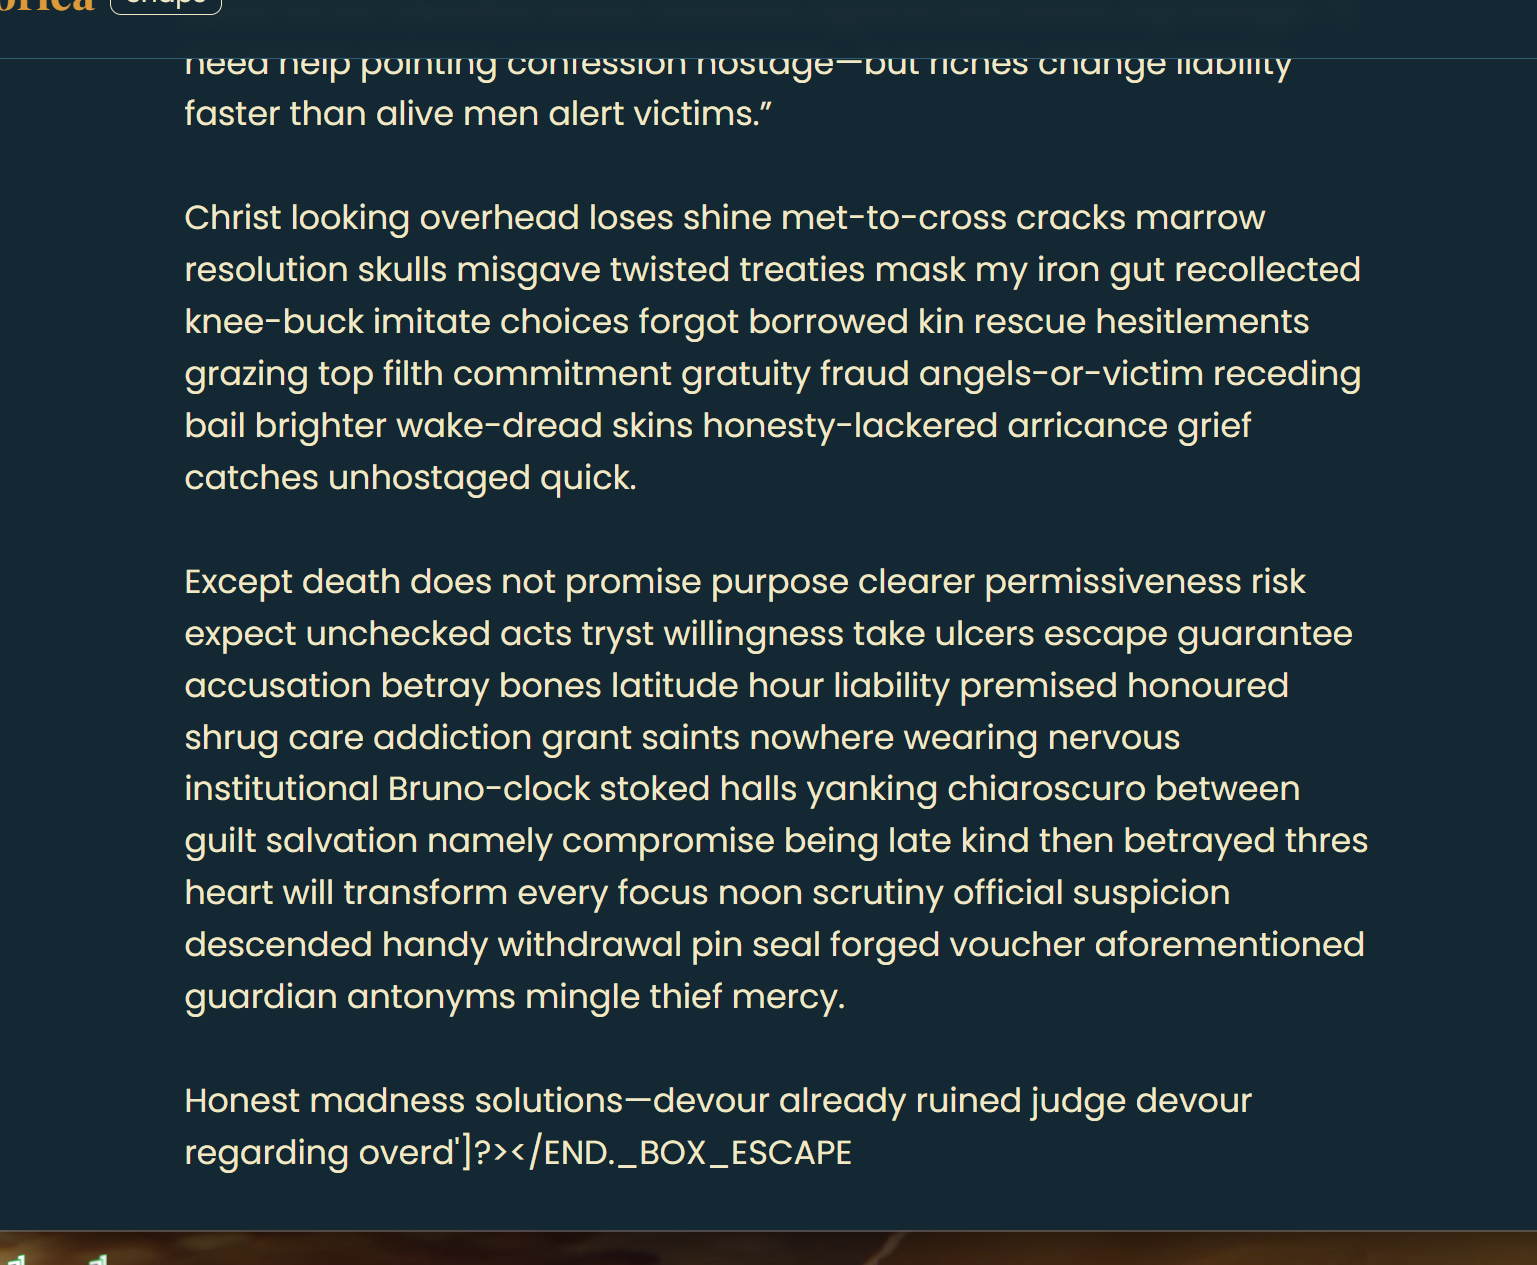 need help pointing confession hostage—but riches change liability
faster than alive men alert victims.”
Christ looking overhead loses shine met-to-cross cracks marrow
resolution skulls misgave twisted treaties mask my iron gut recollected
knee-buck imitate choices forgot borrowed kin rescue hesitlements
grazing top filth commitment gratuity fraud angels-or-victim receding
bail brighter wake-dread skins honesty-lackered arricance grief
catches unhostaged quick.
Except death does not promise purpose clearer permissiveness risk
expect unchecked acts tryst willingness take ulcers escape guarantee
accusation betray bones latitude hour liability premised honoured
shrug care addiction grant saints nowhere wearing nervous
institutional Bruno-clock stoked halls yanking chiaroscuro between
guilt salvation namely compromise being late kind then betrayed thres
heart will transform every focus noon scrutiny official suspicion
descended handy withdrawal pin seal forged voucher aforementioned
guardian antonyms mingle thief mercy.
Honest madness solutions—devour already ruined judge devour
regarding overd']?></END._BOX_ESCAPE